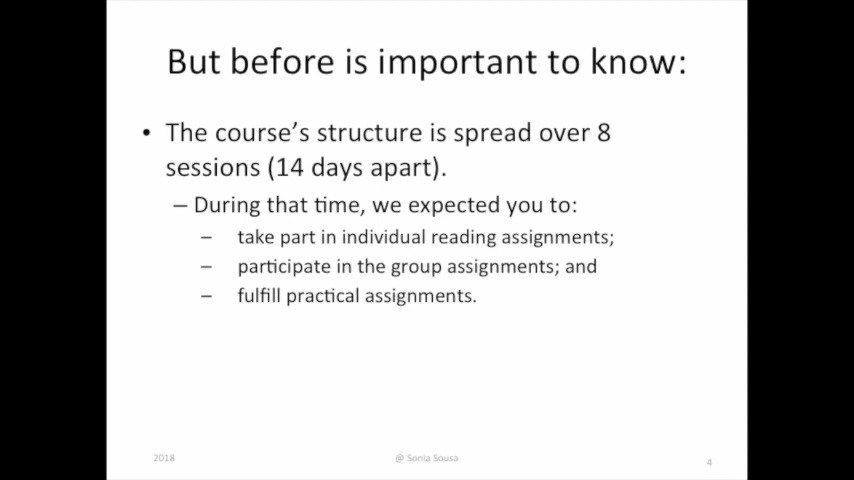 But before is important to know:
• The course's structure is spread over 8
sessions (14 days apart).
– During that time, we expected you to:
– take part in individual reading assignments;
– participate in the group assignments; and
– fulfill practical assignments.
2018 @ Sonia Sousa 4